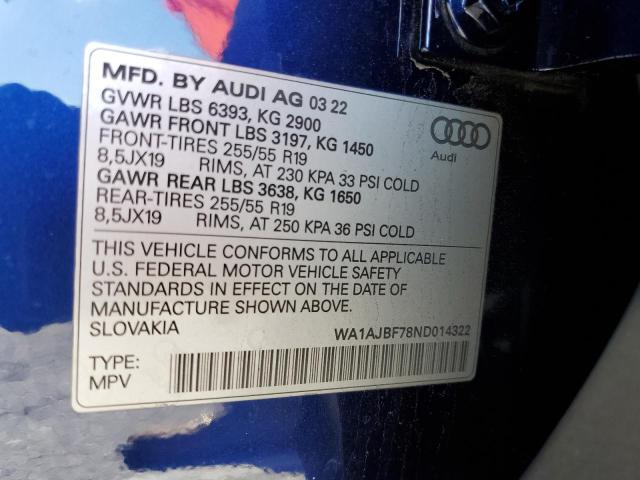 MFD. BY AUDI AG 03 22
GVWR LBS 6393, KG 2900
GAWR FRONT LBS 3197, KG 1450
FRONT-TIRES 255/55 R19
8,5JX19 RIMS, AT 230 KPA 33 PSI COLD
GAWR REAR LBS 3638, KG 1650
REAR-TIRES 255/55 R19
8,5JX19 RIMS, AT 250 KPA 36 PSI COLD
Audi
THIS VEHICLE CONFORMS TO ALL APPLICABLE
U.S. FEDERAL MOTOR VEHICLE SAFETY
STANDARDS IN EFFECT ON THE DATE OF
MANUFACTURE SHOWN ABOVE.
SLOVAKIA WA1AJBF78ND014322
TYPE:
MPV